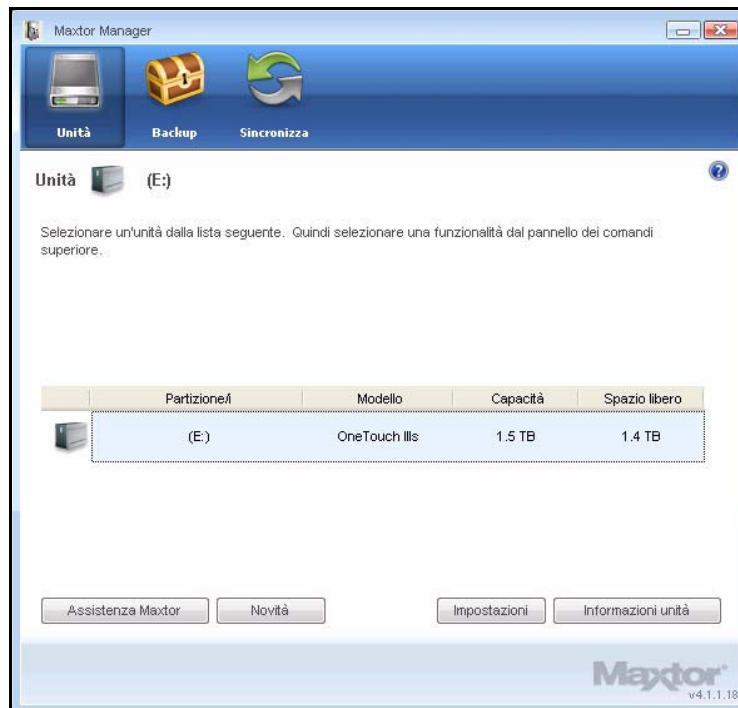 Maxtor Manager
Unità
Backup
Sincronizza
Unità (E:)
Selezionare un'unità dalla lista seguente. Quindi selezionare una funzionalità dal pannello dei comandi
superiore.
Partizione/i Modello Capacità Spazio libero
(E:) OneTouch IIIs 1.5 TB 1.4 TB
Assistenza Maxtor Novità Impostazioni Informazioni unità
Maxtor
v4.1.1.18